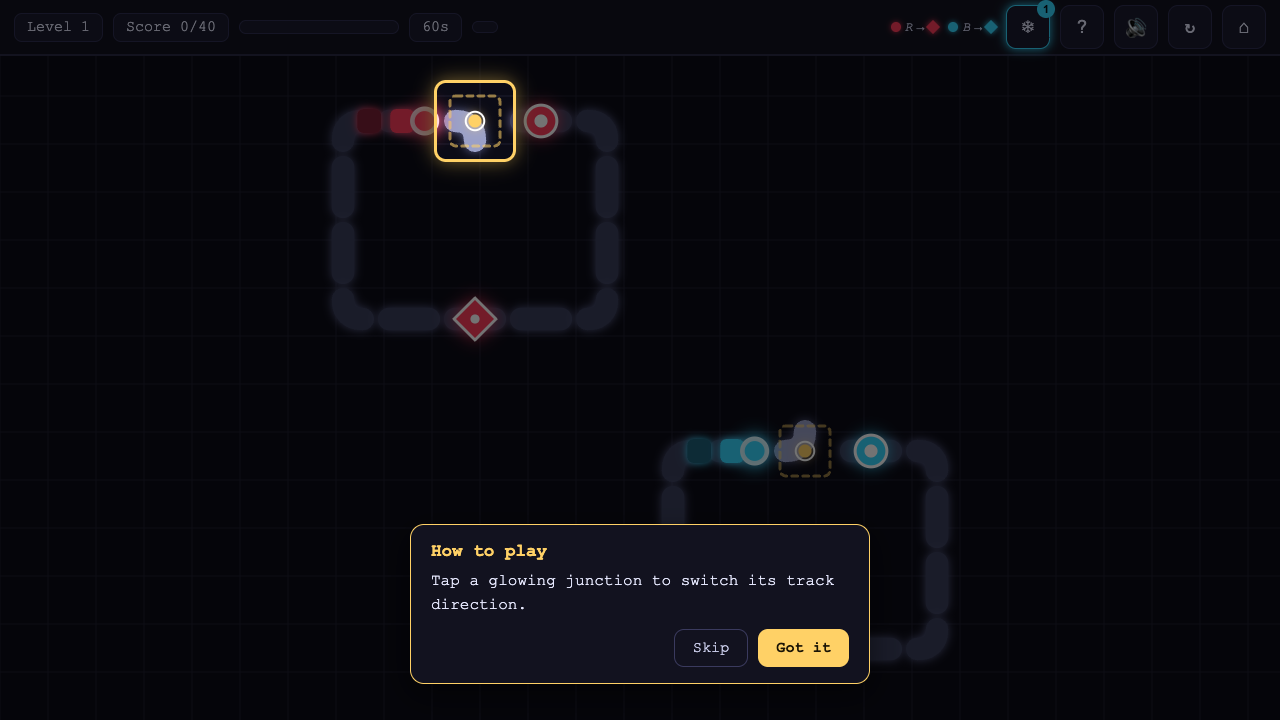 Level 1
Score 0/40
60s
R→
B→
1
?
How to play
Tap a glowing junction to switch its track
direction.
Skip
Got it